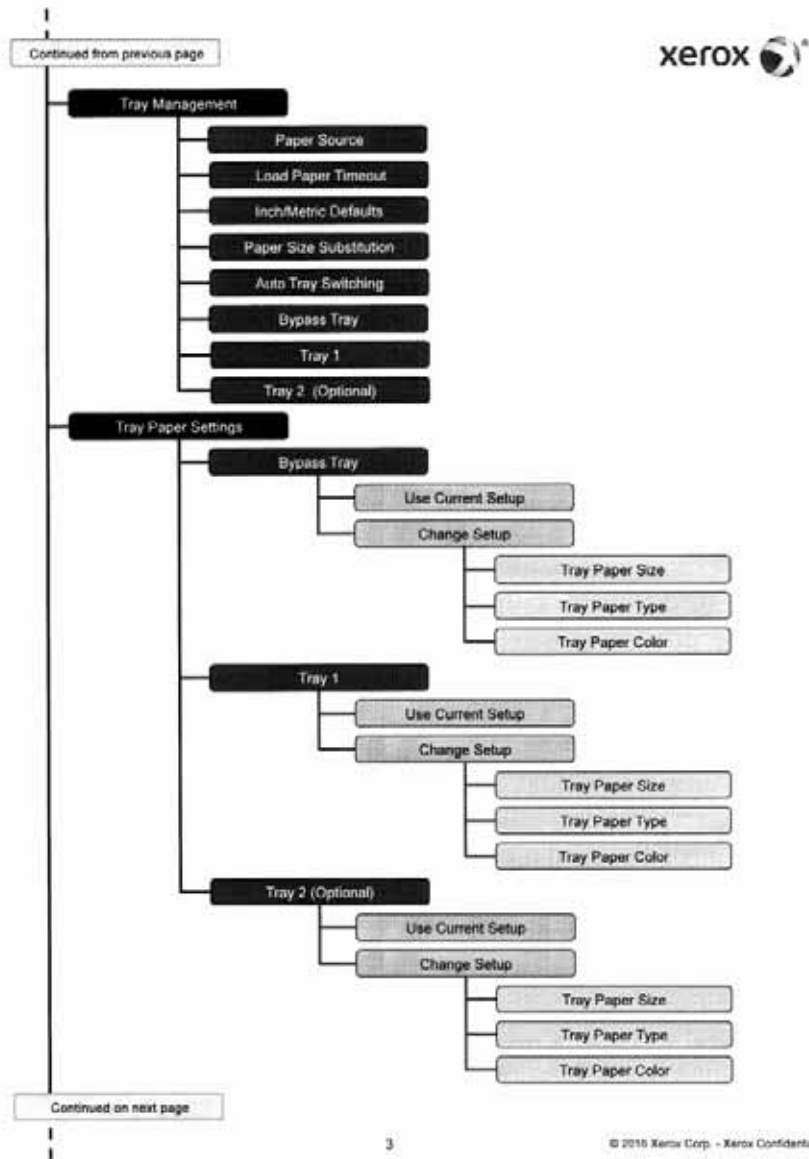 Continued from previous page
xerox
Tray Management
Paper Source
Load Paper Timeout
Inch/Metric Defaults
Paper Size Substitution
Auto Tray Switching
Bypass Tray
Tray 1
Tray 2 (Optional)
Tray Paper Settings
Bypass Tray
Use Current Setup
Change Setup
Tray Paper Size
Tray Paper Type
Tray Paper Color
Tray 1
Use Current Setup
Change Setup
Tray Paper Size
Tray Paper Type
Tray Paper Color
Tray 2 (Optional)
Use Current Setup
Change Setup
Tray Paper Size
Tray Paper Type
Tray Paper Color
Continued on next page
3
© 2016 Xerox Corp. - Xerox Confidenti